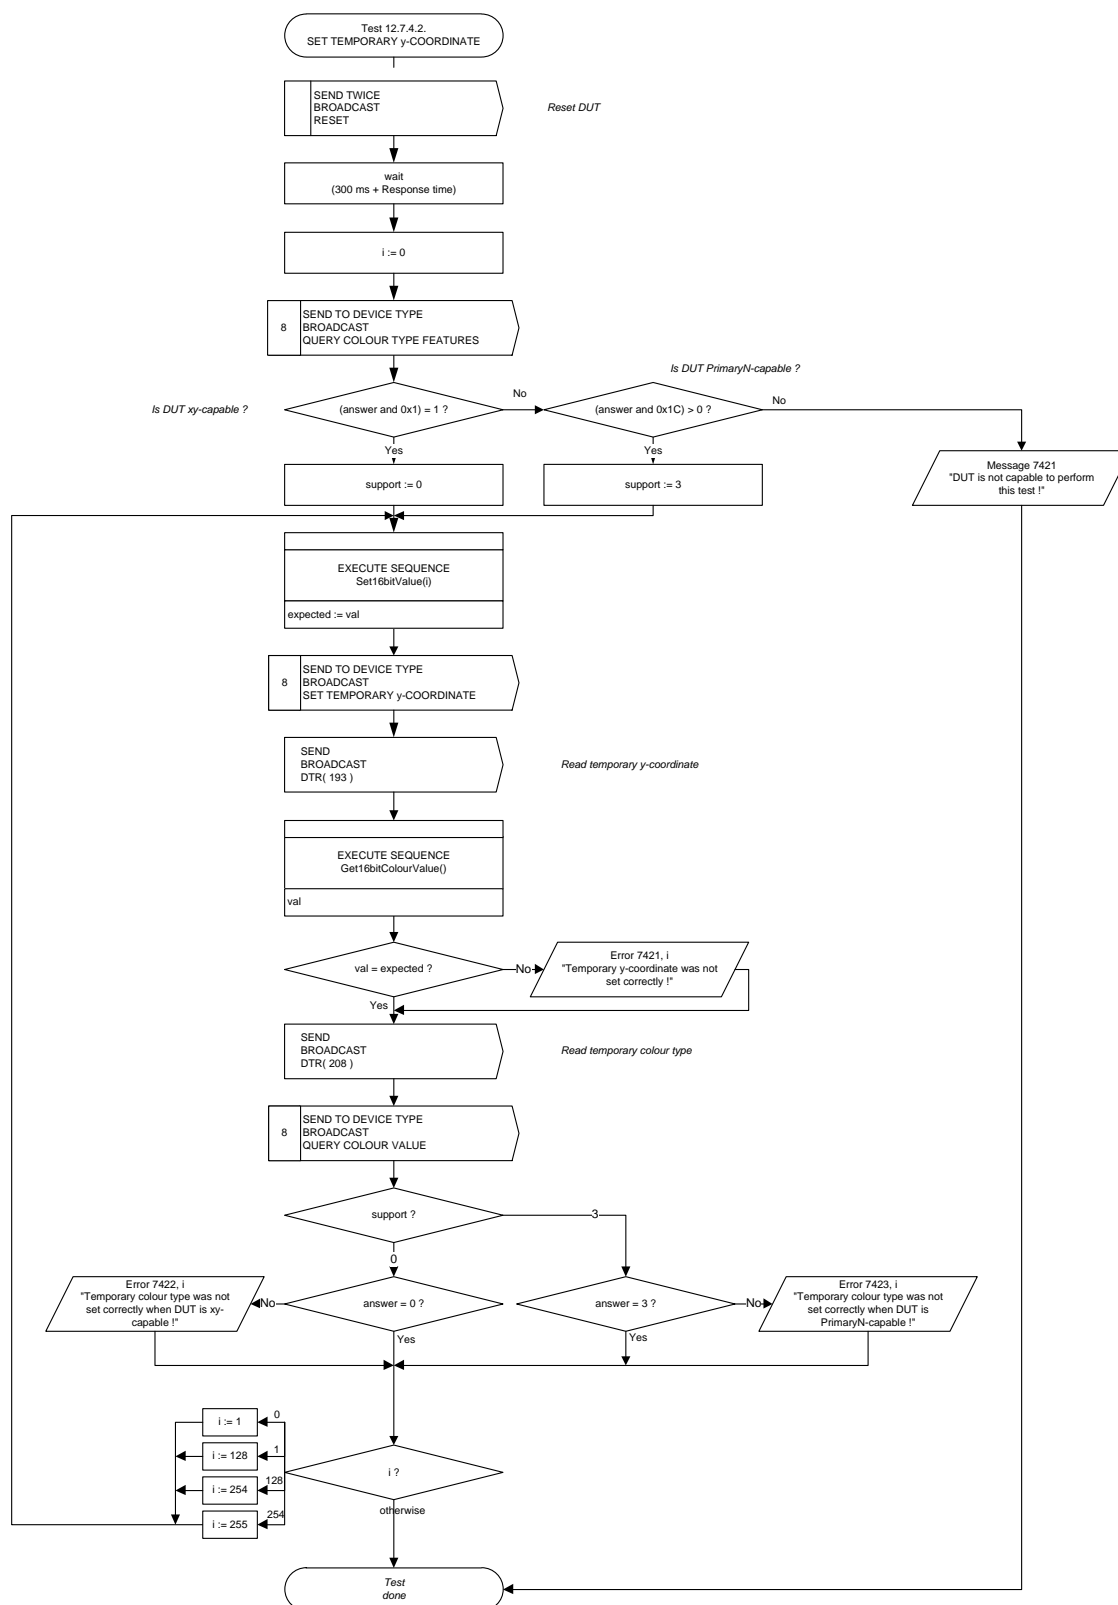 Test 12.7.4.2.
SET TEMPORARY y-COORDINATE
SEND TWICE
BROADCAST
RESET
Reset DUT
wait
(300 ms + Response time)
i := 0
8
SEND TO DEVICE TYPE
BROADCAST
QUERY COLOUR TYPE FEATURES
Is DUT PrimaryN-capable ?
Is DUT xy-capable ?
(answer and 0x1) = 1 ?
No
(answer and 0x1C) > 0 ?
No
Yes
Yes
Message 7421
"DUT is not capable to perform
this test !"
support := 0
support := 3
EXECUTE SEQUENCE
Set16bitValue(i)
expected := val
8
SEND TO DEVICE TYPE
BROADCAST
SET TEMPORARY y-COORDINATE
SEND
BROADCAST
DTR( 193 )
Read temporary y-coordinate
EXECUTE SEQUENCE
Get16bitColourValue()
val
val = expected ?
No
Error 7421, i
"Temporary y-coordinate was not
set correctly !"
Yes
SEND
BROADCAST
DTR( 208 )
Read temporary colour type
8
SEND TO DEVICE TYPE
BROADCAST
QUERY COLOUR VALUE
support ?
3
0
Error 7422, i
"Temporary colour type was not
set correctly when DUT is xy-
capable !"
No
answer = 0 ?
answer = 3 ?
No
Error 7423, i
"Temporary colour type was not
set correctly when DUT is
PrimaryN-capable !"
Yes
Yes
i := 1
0
i := 128
1
i ?
i := 254
128
i := 255
254
otherwise
Test
done